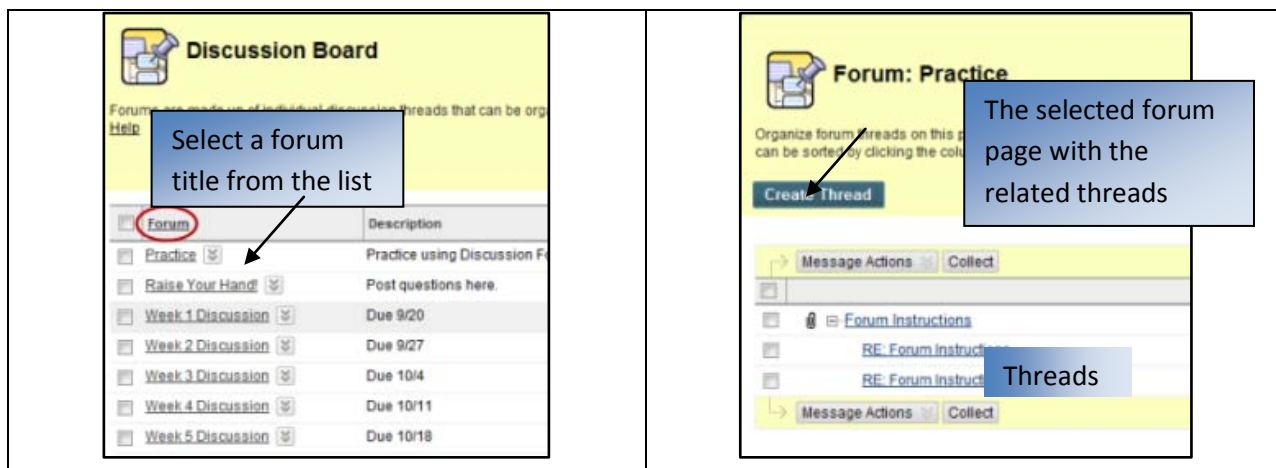 Discussion Board
Forums are made up of individual discussion threads that can be org
Help
Select a forum
title from the list
Forum Description
Practice Practice using Discussion Fo
Raise Your Hand! Post questions here.
Week 1 Discussion Due 9/20
Week 2 Discussion Due 9/27
Week 3 Discussion Due 10/4
Week 4 Discussion Due 10/11
Week 5 Discussion Due 10/18
Forum: Practice
The selected forum
page with the
related threads
Organize forum threads on this p
can be sorted by clicking the colu
Create Thread
Message Actions Collect
Forum Instructions
RE: Forum Instructions
RE: Forum Instruct
Threads
Message Actions Collect